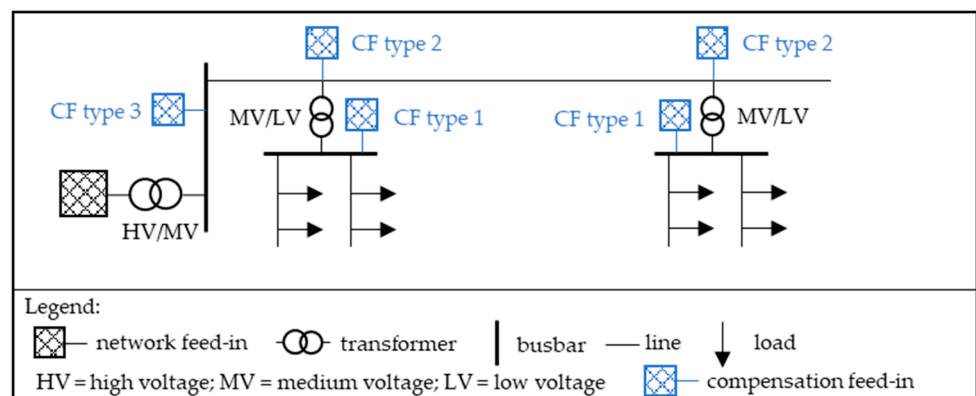 CF type 2
CF type 2
CF type 3
MV/LV
CF type 1
CF type 1
MV/LV
HV/MV
Legend:
network feed-in
transformer
busbar
line
load
HV = high voltage; MV = medium voltage; LV = low voltage
compensation feed-in